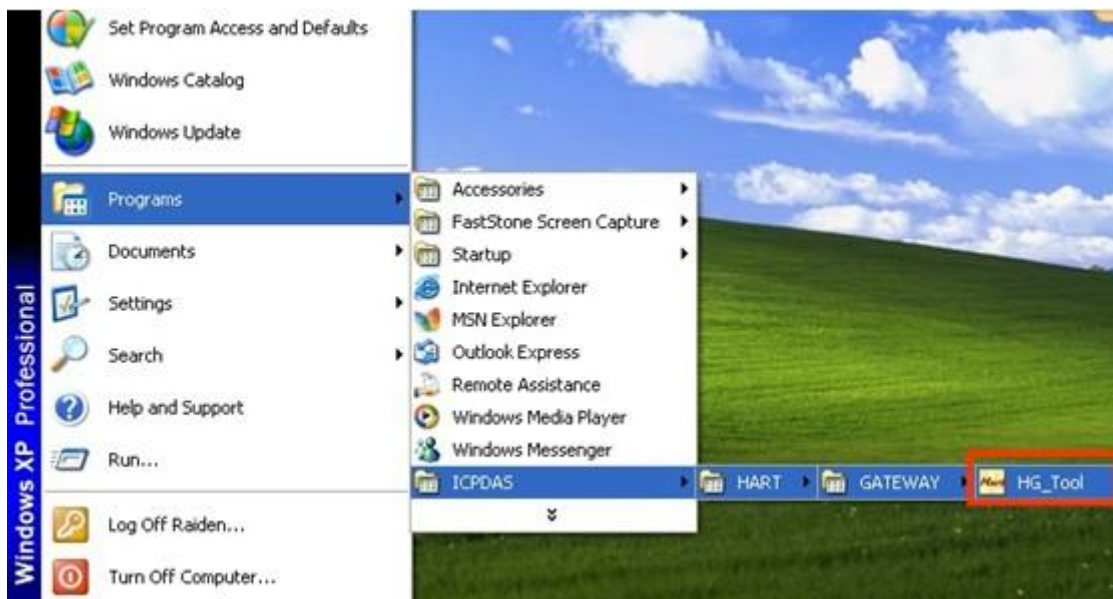 Windows XP Professional
Set Program Access and Defaults
Windows Catalog
Windows Update
Programs
Documents
Settings
Search
Help and Support
Run...
Log Off Raiden...
Turn Off Computer...
Accessories
FastStone Screen Capture
Startup
Internet Explorer
MSN Explorer
Outlook Express
Remote Assistance
Windows Media Player
Windows Messenger
ICPDAS
HART
GATEWAY
HG_Tool